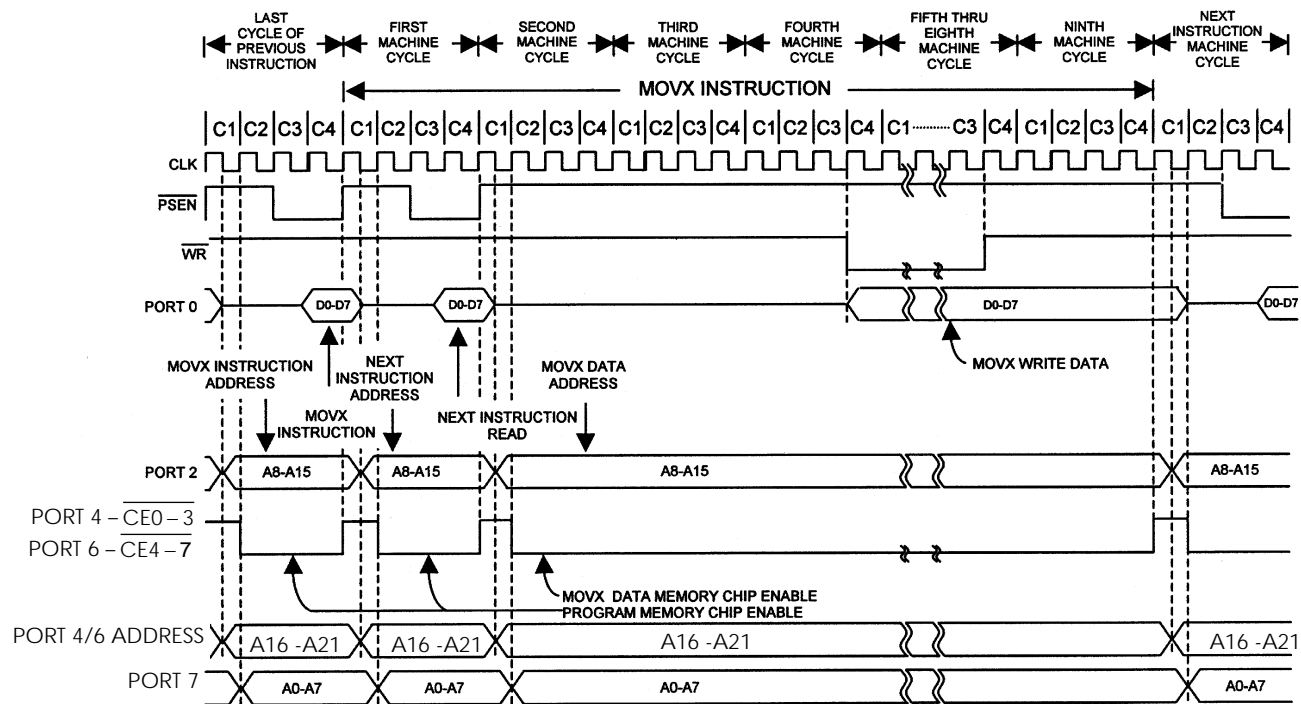 LAST
CYCLE OF
PREVIOUS
INSTRUCTION
FIRST
MACHINE
CYCLE
SECOND
MACHINE
CYCLE
THIRD
MACHINE
CYCLE
FOURTH
MACHINE
CYCLE
FIFTH THRU
EIGHTH
MACHINE
CYCLE
NINTH
MACHINE
CYCLE
NEXT
INSTRUCTION
MACHINE
CYCLE
MOVX INSTRUCTION
C1 C2 C3 C4 C1 C2 C3 C4 C1 C2 C3 C4 C1 C2 C3 C4 C1 C2 C3 C4 C1 ......... C3 C4 C1 C2 C3 C4 C1 C2 C3 C4
CLK
PSEN
WR
PORT 0 D0-D7 D0-D7 D0-D7 D0-D7
MOVX INSTRUCTION
ADDRESS
NEXT
INSTRUCTION
ADDRESS
MOVX DATA
ADDRESS
MOVX WRITE DATA
MOVX
INSTRUCTION
NEXT INSTRUCTION
READ
PORT 2 A8-A15 A8-A15 A8-A15 A8-A15
PORT 4 – CE0 – 3
PORT 6 – CE4 – 7
MOVX DATA MEMORY CHIP ENABLE
PROGRAM MEMORY CHIP ENABLE
PORT 4/6 ADDRESS A16 -A21 A16 -A21 A16 -A21 A16 -A21
PORT 7 A0-A7 A0-A7 A0-A7 A0-A7